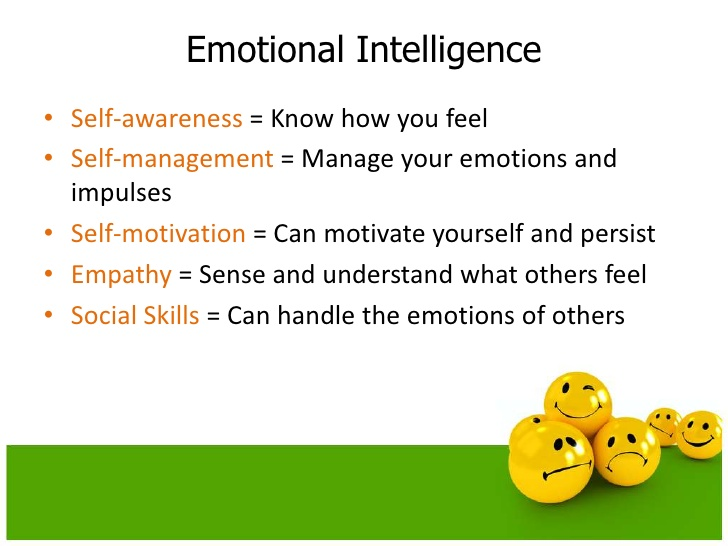 Emotional Intelligence
• Self-awareness = Know how you feel
• Self-management = Manage your emotions and
impulses
• Self-motivation = Can motivate yourself and persist
• Empathy = Sense and understand what others feel
• Social Skills = Can handle the emotions of others